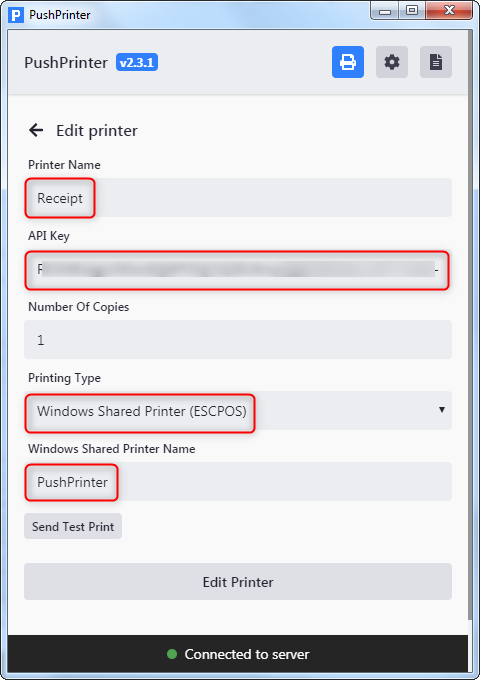 PushPrinter
PushPrinter v2.3.1
Edit printer
Printer Name
Receipt
API Key
Number Of Copies
1
Printing Type
Windows Shared Printer (ESCPOS)
Windows Shared Printer Name
PushPrinter
Send Test Print
Edit Printer
Connected to server